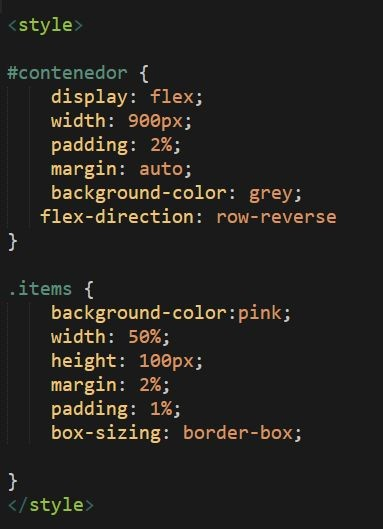 <style>
#contenedor {
display: flex;
width: 900px;
padding: 2%;
margin: auto;
background-color: grey;
flex-direction: row-reverse
}
.items {
background-color:pink;
width: 50%;
height: 100px;
margin: 2%;
padding: 1%;
box-sizing: border-box;
}
</style>